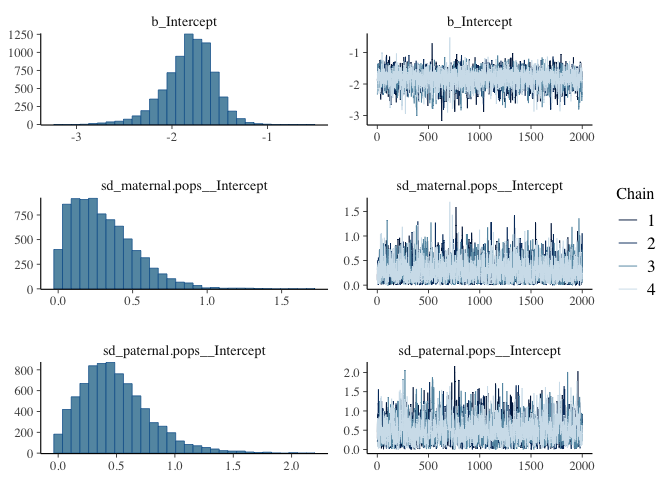 b_Intercept
1250
1000
750
500
250
0
-3 -2 -1
b_Intercept
-1
-2
-3
0 500 1000 1500 2000
sd_maternal.pops__Intercept
750
500
250
0
0.0 0.5 1.0 1.5
sd_maternal.pops__Intercept
1.5
1.0
0.5
0.0
0 500 1000 1500 2000
sd_paternal.pops__Intercept
800
600
400
200
0
0.0 0.5 1.0 1.5 2.0
sd_paternal.pops__Intercept
2.0
1.5
1.0
0.5
0.0
0 500 1000 1500 2000
Chain
1
2
3
4